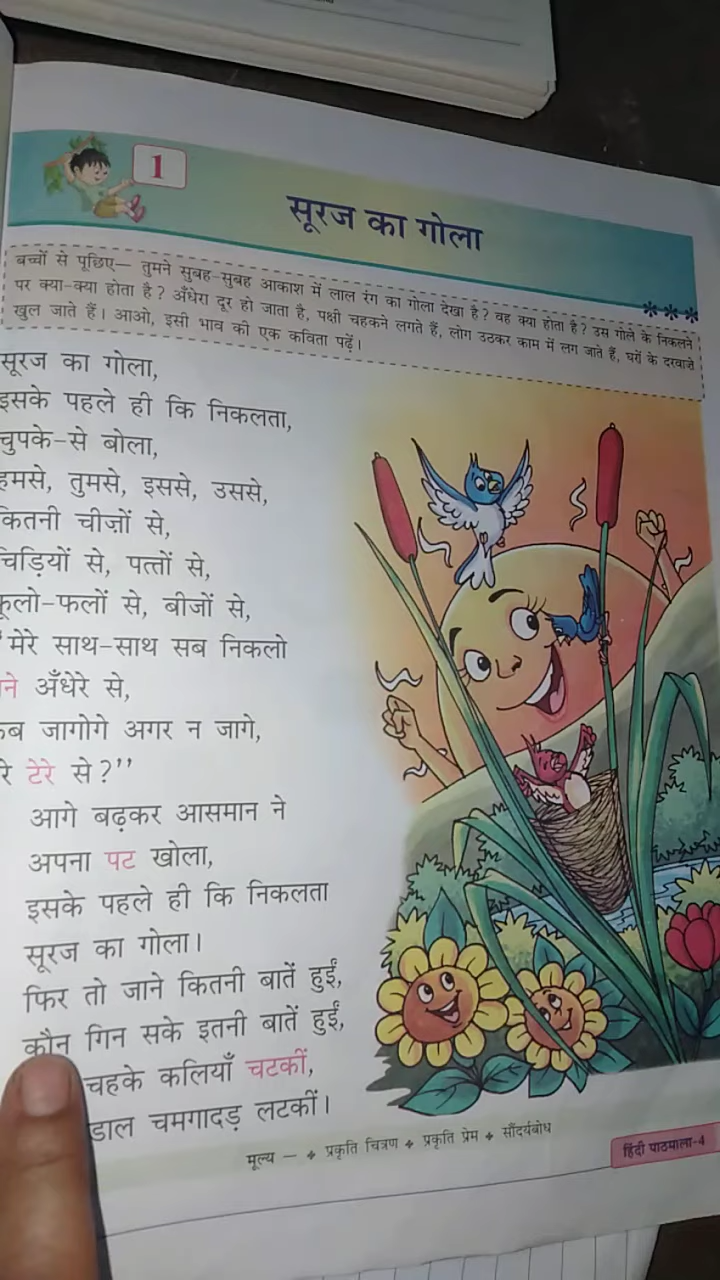 1
सूरज का गोला
बच्चों से पूछिए— तुमने सुबह-सुबह आकाश में लाल रंग का गोला देखा है? वह क्या होता है? उस गोले के निकलने
पर क्या-क्या होता है? अँधेरा दूर हो जाता है, पक्षी चहकने लगते हैं, लोग उठकर काम में लग जाते हैं, घरों के दरवाज़े
खुल जाते हैं। आओ, इसी भाव की एक कविता पढ़ें।
सूरज का गोला,
इसके पहले ही कि निकलता,
चुपके-से बोला,
हमसे, तुमसे, इससे, उससे,
कितनी चीज़ों से,
चिड़ियों से, पत्तों से,
फूलो-फलों से, बीजों से,
"मेरे साथ-साथ सब निकलो
ने अँधेरे से,
कब जागोगे अगर न जागे,
रे टेरे से?"
आगे बढ़कर आसमान ने
अपना पट खोला,
इसके पहले ही कि निकलता
सूरज का गोला।
फिर तो जाने कितनी बातें हुईं,
कौन गिन सके इतनी बातें हुईं,
चहके कलियाँ चटकीं,
डाल चमगादड़ लटकीं।
मूल्य — प्रकृति चित्रण प्रकृति प्रेम सौंदर्यबोध
हिंदी पाठमाला-4